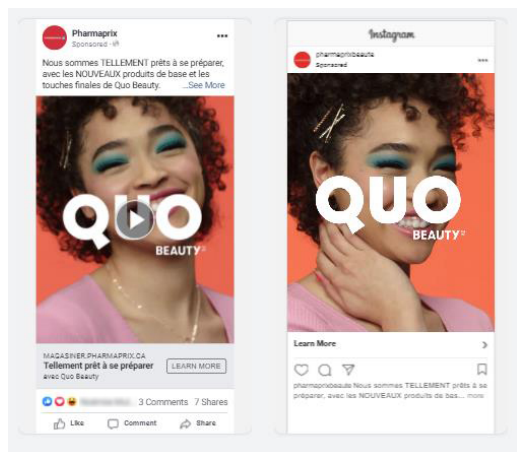 Pharmaprix
Sponsored ·
Nous sommes TELLEMENT prêts à se préparer,
avec les NOUVEAUX produits de base et les
touches finales de Quo Beauty. ...See More
QUO
BEAUTY
MAGASINER.PHARMAPRIX.CA
Tellement prêt à se préparer
avec Quo Beauty
LEARN MORE
3 Comments 7 Shares
Like Comment Share
Instagram
pharmaprixbeaute
Sponsored
QUO
BEAUTY
Learn More
pharmaprixbeaute Nous sommes TELLEMENT prêts à se
préparer, avec les NOUVEAUX produits de bas... more